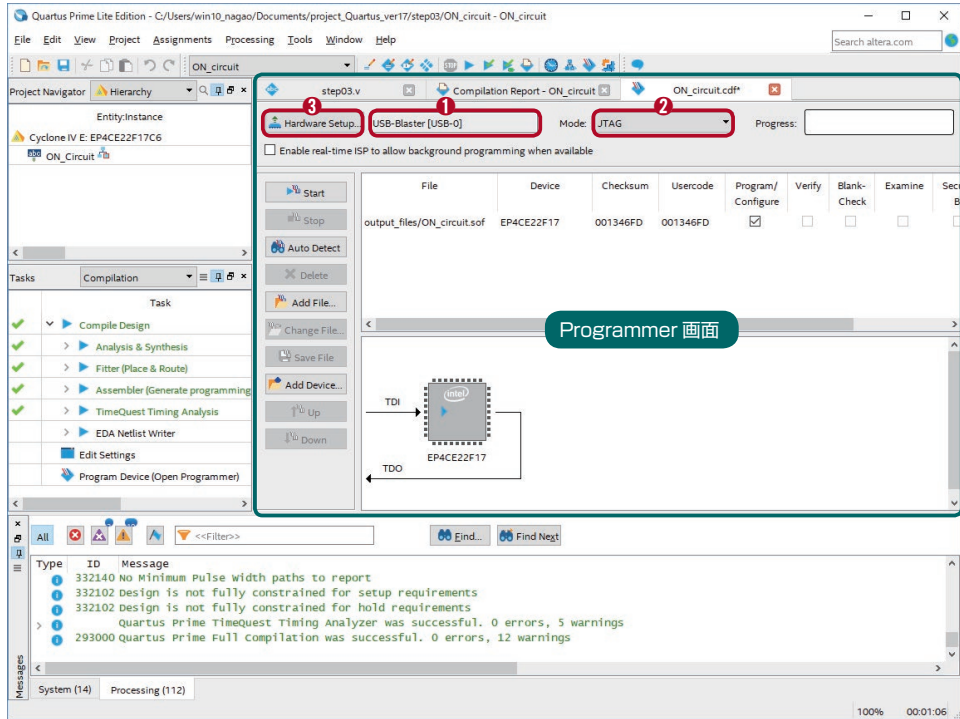 Quartus Prime Lite Edition - C:/Users/win10_nagao/Documents/project_Quartus_ver17/step03/ON_circuit - ON_circuit
File Edit View Project Assignments Processing Tools Window Help
Search altera.com
ON_circuit
Project Navigator Hierarchy
Entity:Instance
Cyclone IV E: EP4CE22F17C6
ON_Circuit
step03.v Compilation Report - ON_circuit ON_circuit.cdf*
❸ ❶ ❷
Hardware Setup... USB-Blaster [USB-0] Mode: JTAG Progress:
Enable real-time ISP to allow background programming when available
Start
Stop
Auto Detect
Delete
Add File...
Change File...
Save File
Add Device...
Up
Down
File Device Checksum Usercode Program/ Verify Blank- Examine Sec
Configure Check B
output_files/ON_circuit.sof EP4CE22F17 001346FD 001346FD
Programmer 画面
TDI
intel
EP4CE22F17
TDO
Tasks Compilation
Task
Compile Design
Analysis & Synthesis
Fitter (Place & Route)
Assembler (Generate programming
TimeQuest Timing Analysis
EDA Netlist Writer
Edit Settings
Program Device (Open Programmer)
All <<Filter>> Find... Find Next
Type ID Message
332140 No Minimum Pulse Width paths to report
332102 Design is not fully constrained for setup requirements
332102 Design is not fully constrained for hold requirements
Quartus Prime TimeQuest Timing Analyzer was successful. 0 errors, 5 warnings
293000 Quartus Prime Full Compilation was successful. 0 errors, 12 warnings
Messages
System (14) Processing (112)
100% 00:01:06